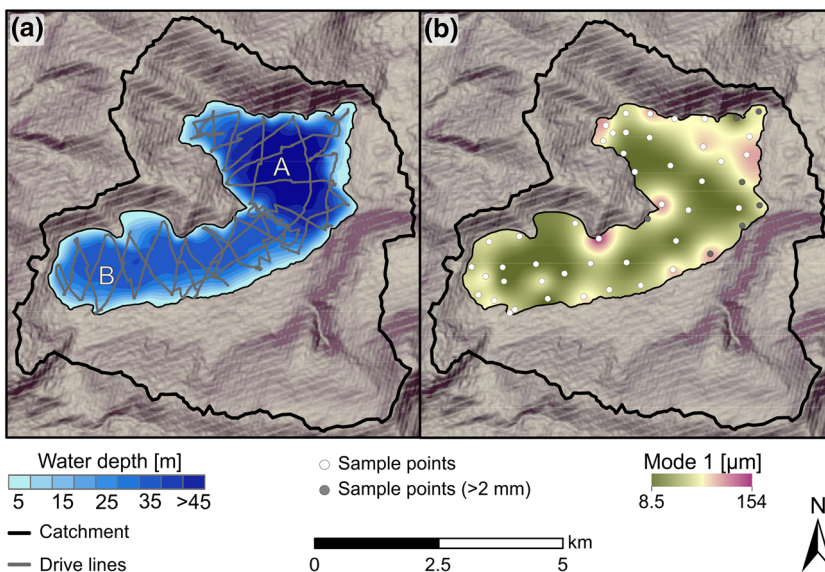 (a)
(b)
A
B
Water depth [m]
5 15 25 35 >45
Catchment
Drive lines
Sample points
Sample points (>2 mm)
km
0 2.5 5
Mode 1 [µm]
8.5 154
N